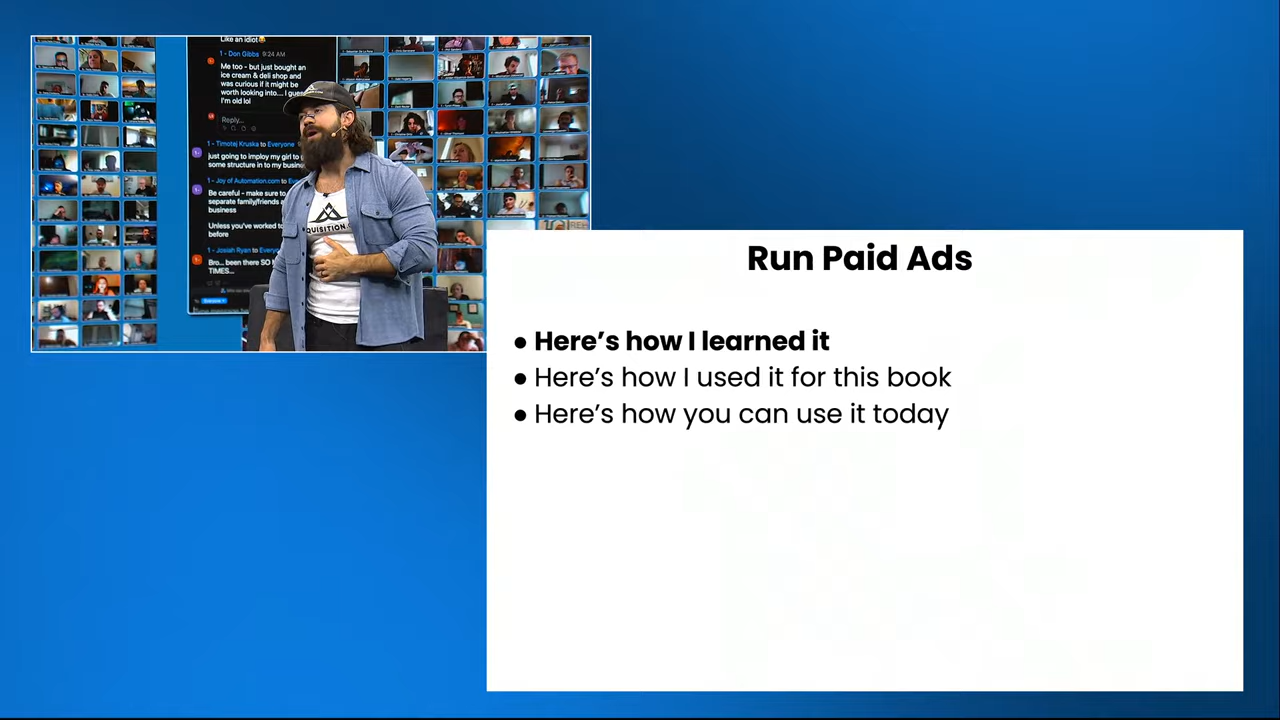 Like an idiot
1 - Don Gibbs 9:24 AM
Me too - but just bought an
ice cream & deli shop and
was curious if it might be
worth looking into....
I'm old lol
Reply...
1 - Timotej Kruska to Everyone
just going to imploy my girl to
some structure in to my
1 - Joy of Automation.com to
Be careful - make sure to
separate family/friends
business
Unless you've worked
before
1 - Josiah Ryan to
Bro... been there SO
TIMES...
Everyone
QUISITION
Run Paid Ads
● Here's how I learned it
● Here's how I used it for this book
● Here's how you can use it today